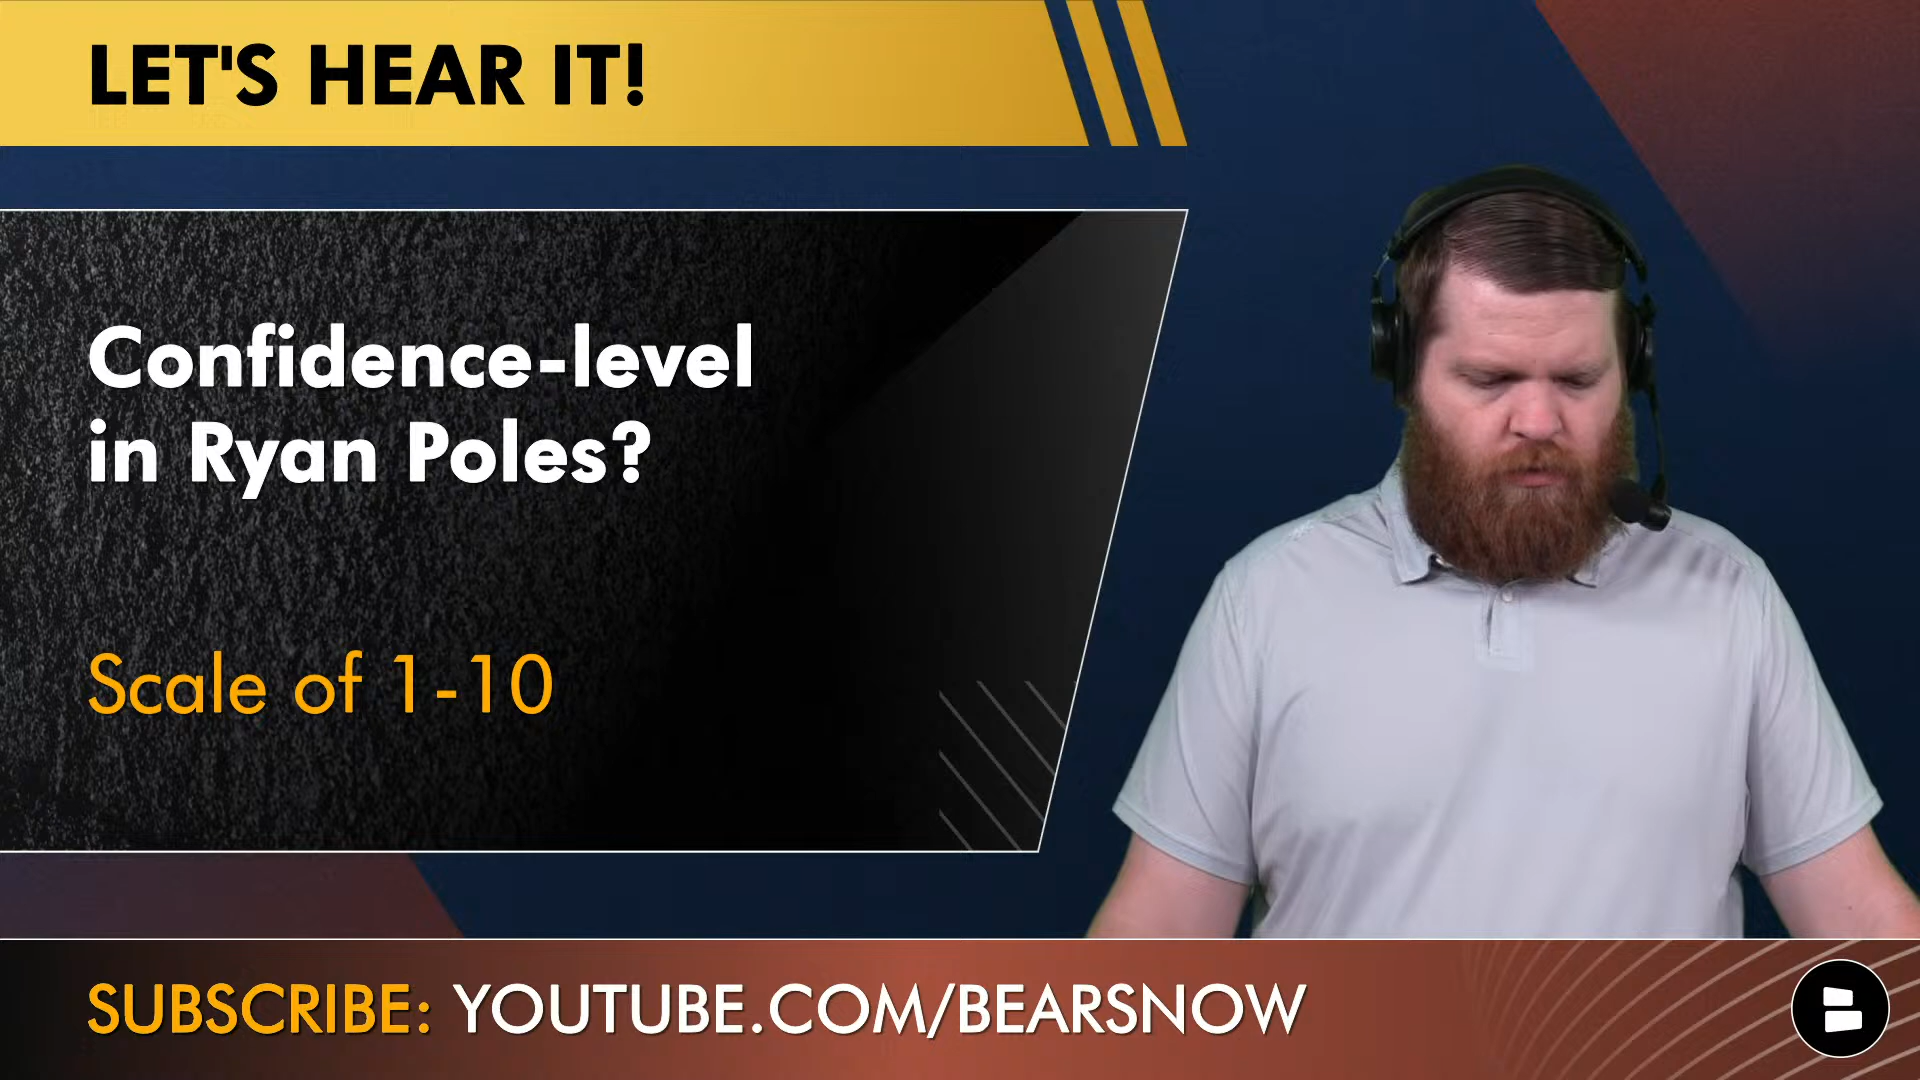 LET'S HEAR IT!
Confidence-level
in Ryan Poles?
Scale of 1-10
SUBSCRIBE: YOUTUBE.COM/BEARSNOW